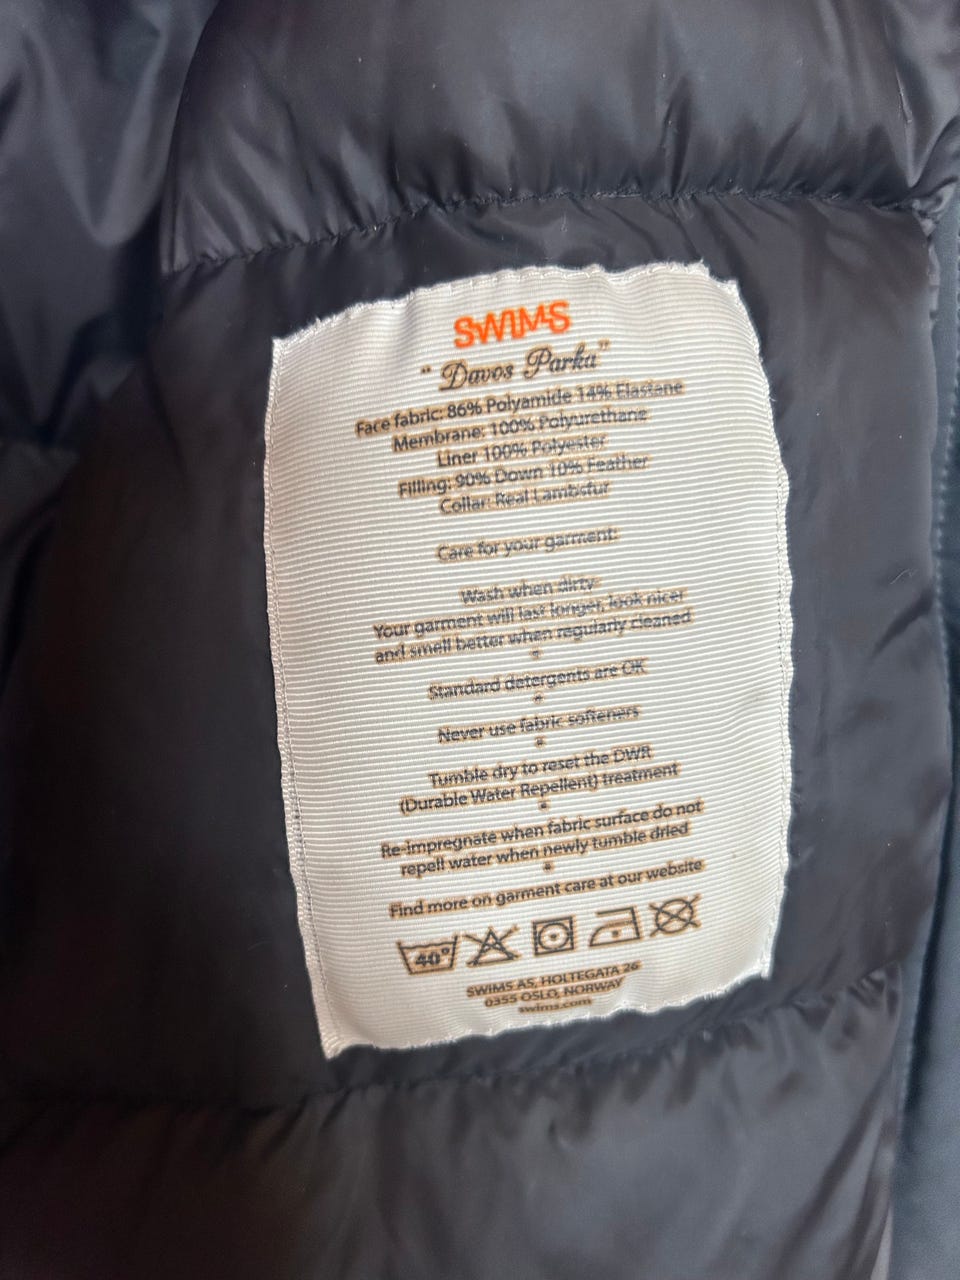 SWIMS
"Davos Parka"
Face fabric: 86% Polyamide 14% Elastane
Membrane: 100% Polyurethane
Liner 100% Polyester
Filling: 90% Down 10% Feather
Collar: Real Lambsfur
Care for your garment:
Wash when dirty
Your garment will last longer, look nicer
and smell better when regularly cleaned
Standard detergents are OK
Never use fabric softeners
Tumble dry to reset the DWR
(Durable Water Repellent) treatment
Re-impregnate when fabric surface do not
repell water when newly tumble dried
Find more on garment care at our website
40°
SWIMS AS, HOLTEGATA 26
0355 OSLO, NORWAY
swims.com